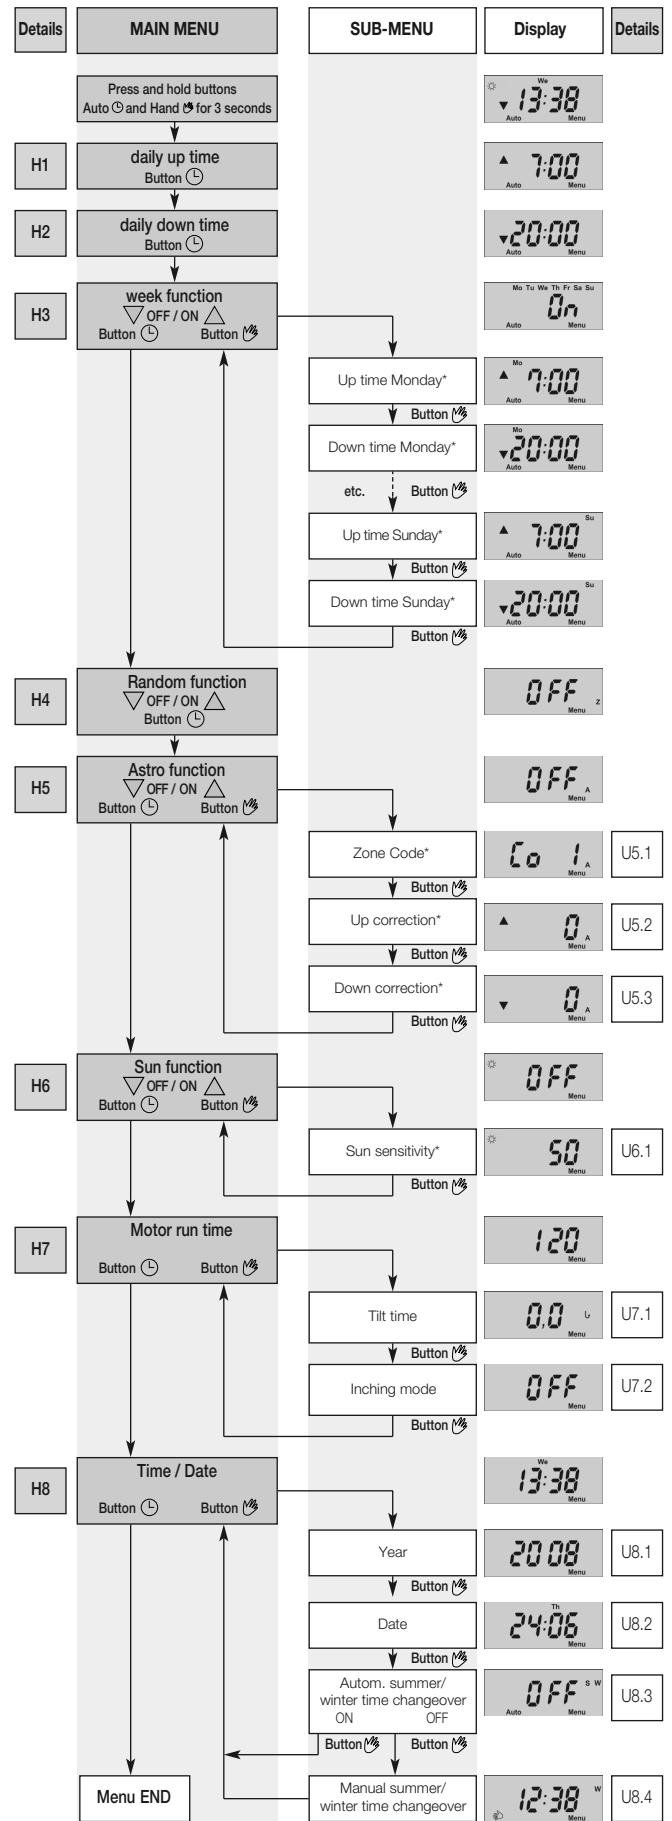 Details MAIN MENU SUB-MENU Display Details
Press and hold buttons
Auto and Hand for 3 seconds
We
13:38
Auto Menu
H1
daily up time
Button
7:00
Auto Menu
H2
daily down time
Button
20:00
Auto Menu
H3
week function
OFF / ON
Button Button
Mo Tu We Th Fr Sa Su
On
Auto Menu
Up time Monday*
Mo
7:00
Auto Menu
Button
Down time Monday*
Mo
20:00
Auto Menu
etc. Button
Up time Sunday*
Su
7:00
Auto Menu
Button
Down time Sunday*
Su
20:00
Auto Menu
Button
H4
Random function
OFF / ON
Button
OFF Z
Menu
H5
Astro function
OFF / ON
Button Button
OFF A
Menu
Zone Code*
Co 1 A
Menu
U5.1
Button
Up correction*
0 A
Menu
U5.2
Button
Down correction*
0 A
Menu
U5.3
Button
H6
Sun function
OFF / ON
Button Button
OFF
Menu
Sun sensitivity*
50
Menu
U6.1
Button
H7
Motor run time
Button Button
120
Menu
Tilt time
0,0
Menu
U7.1
Button
Inching mode
OFF
Menu
U7.2
Button
H8
Time / Date
Button Button
We
13:38
Menu
Year
2008
Menu
U8.1
Button
Date
Th
24:06
Menu
U8.2
Button
Autom. summer/
winter time changeover
ON OFF
OFF S W
Auto Menu
U8.3
Button Button
Menu END
Manual summer/
winter time changeover
12:38 W
Menu
U8.4